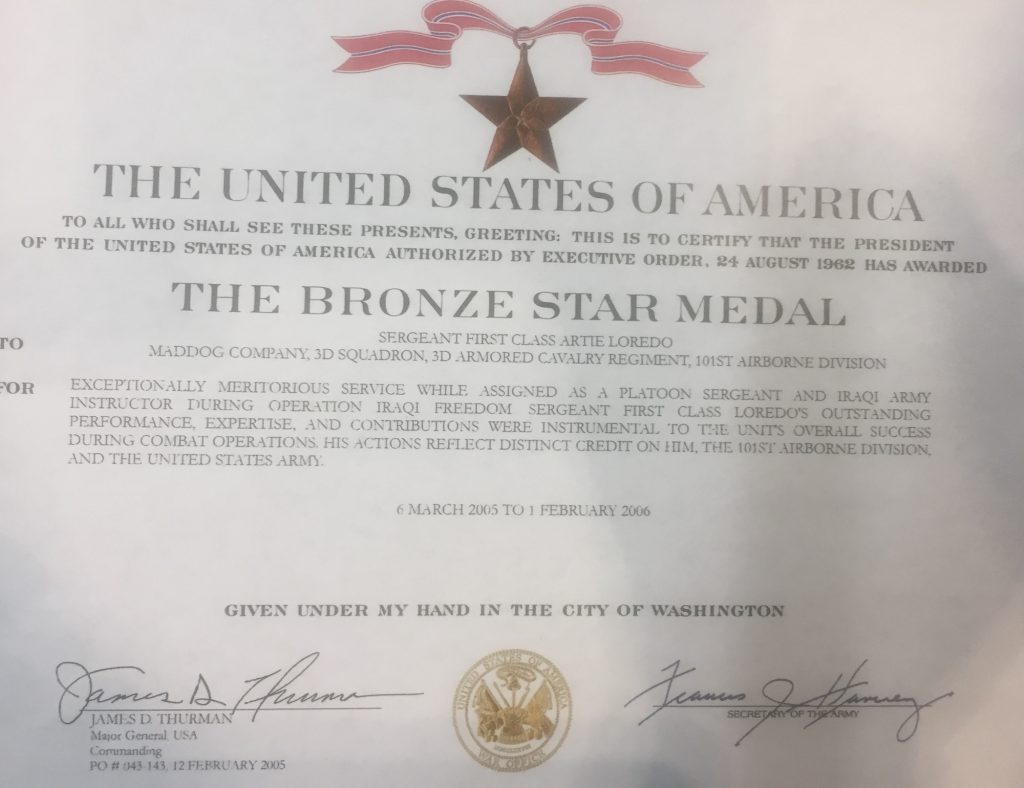 THE UNITED STATES OF AMERICA
TO ALL WHO SHALL SEE THESE PRESENTS, GREETING: THIS IS TO CERTIFY THAT THE PRESIDENT
OF THE UNITED STATES OF AMERICA AUTHORIZED BY EXECUTIVE ORDER, 24 AUGUST 1962 HAS AWARDED
THE BRONZE STAR MEDAL
TO
SERGEANT FIRST CLASS ARTIE LOREDO
MADDOG COMPANY, 3D SQUADRON, 3D ARMORED CAVALRY REGIMENT, 101ST AIRBORNE DIVISION
FOR
EXCEPTIONALLY MERITORIOUS SERVICE WHILE ASSIGNED AS A PLATOON SERGEANT AND IRAQI ARMY
INSTRUCTOR DURING OPERATION IRAQI FREEDOM SERGEANT FIRST CLASS LOREDO'S OUTSTANDING
PERFORMANCE, EXPERTISE, AND CONTRIBUTIONS WERE INSTRUMENTAL TO THE UNIT'S OVERALL SUCCESS
DURING COMBAT OPERATIONS. HIS ACTIONS REFLECT DISTINCT CREDIT ON HIM, THE 101ST AIRBORNE DIVISION,
AND THE UNITED STATES ARMY.
6 MARCH 2005 TO 1 FEBRUARY 2006
GIVEN UNDER MY HAND IN THE CITY OF WASHINGTON
James D. Thurman
JAMES D. THURMAN
Major General, USA
Commanding
PO # 043-143, 12 FEBRUARY 2005
UNITED STATES OF AMERICA
WAR OFFICE
Francis J. Harvey
SECRETARY OF THE ARMY